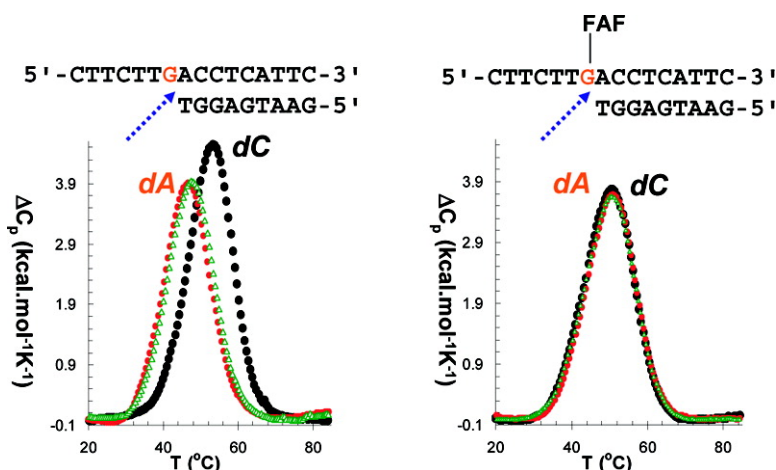 FAF
5'-CTTCTTGACCTCATTC-3'
TGGAGTAAG-5'
5'-CTTCTTGACCTCATTC-3'
TGGAGTAAG-5'
dA
dC
ΔCp (kcal.mol-1K-1)
3.9
2.9
1.9
0.9
-0.1
20
40
60
80
T (oC)
dA
dC
ΔCp (kcal.mol-1K-1)
3.9
2.9
1.9
0.9
-0.1
20
40
60
80
T (oC)